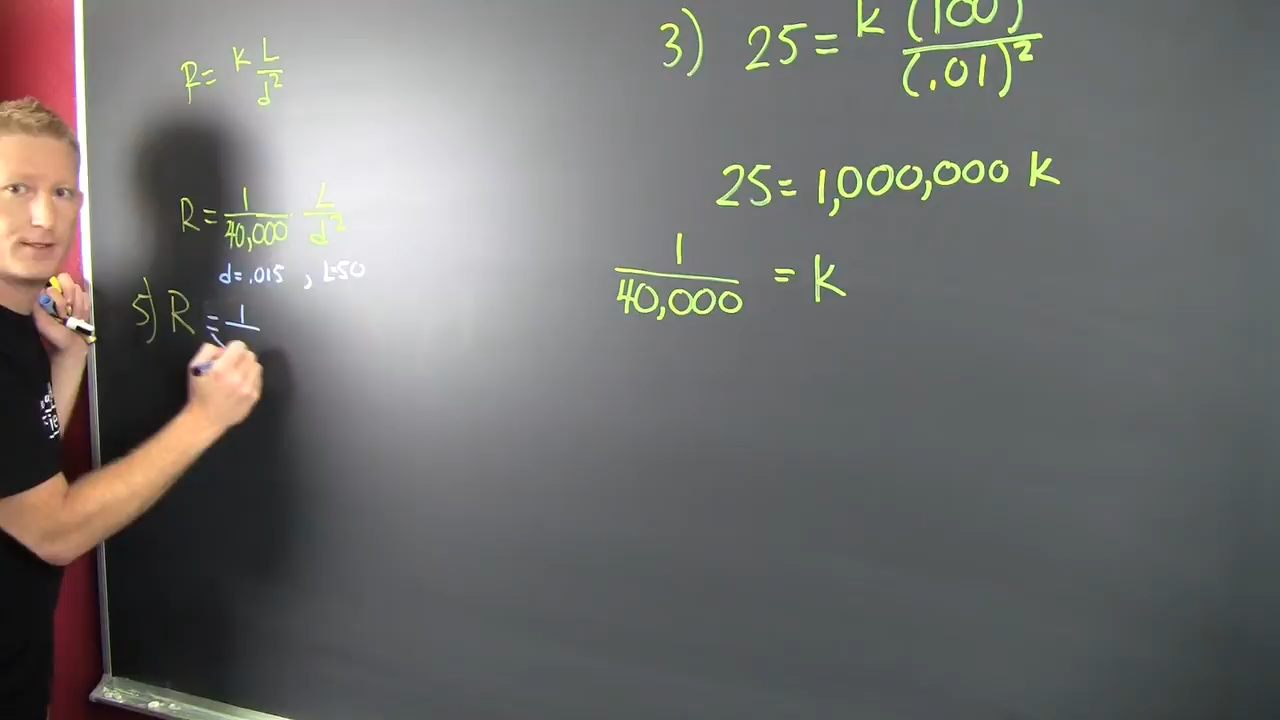 R = k L/d²
R = 1/40,000 · L/d²
d = .015 , L=50
5) R = 1
3) 25 = k (100)/(.01)²
25 = 1,000,000 k
1/40,000 = k